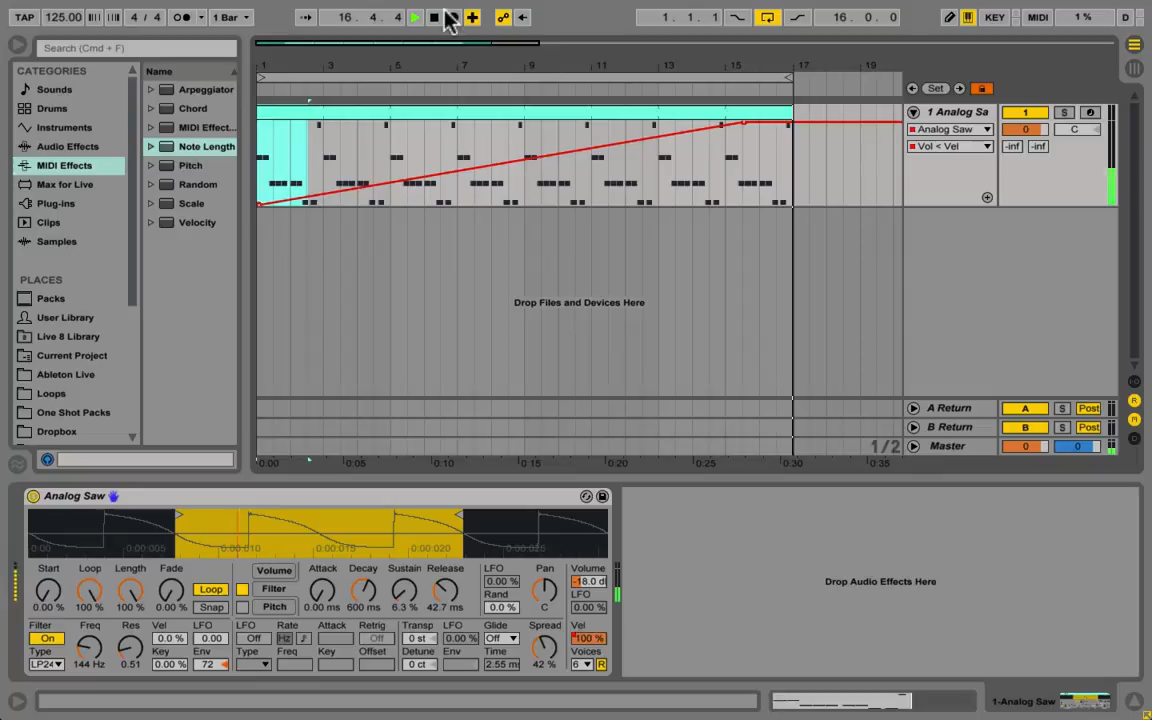 TAP 125.00 4 / 4 1 Bar 16. 4. 4 1. 1. 1 16. 0. 0 KEY MIDI 1 % D
Search (Cmd + F)
CATEGORIES
Sounds
Drums
Instruments
Audio Effects
MIDI Effects
Max for Live
Plug-ins
Clips
Samples
PLACES
Packs
User Library
Live 8 Library
Current Project
Ableton Live
Loops
One Shot Packs
Dropbox
Name
Arpeggiator
Chord
MIDI Effect...
Note Length
Pitch
Random
Scale
Velocity
1 3 5 7 9 11 13 15 17 19
Set
1 Analog Sa 1 S
Analog Saw 0 C
Vol < Vel -inf -inf
Drop Files and Devices Here
A Return A S Post
B Return B S Post
1/2 Master 0 0
0:00 0:05 0:10 0:15 0:20 0:25 0:30 0:35
Analog Saw
0:00 0:00:005 0:00:010 0:00:015 0:00:020 0:00:025
Start Loop Length Fade
0.00 % 100 % 100 % 0.00 %
Loop
Snap
Volume
Filter
Pitch
Attack Decay Sustain Release
0.00 ms 600 ms 6.3 % 42.7 ms
LFO
0.00 %
Rand
0.0 %
Pan
C
Volume
-18.0 d
LFO
0.00 %
Filter Freq Res Vel LFO
On 0.0 % 0.00
Type Key Env
LP24 144 Hz 0.51 0.00 % 72
LFO Rate Attack Retrig
Off Hz Off
Type Freq Key Offset
Transp LFO Glide Spread Vel
0 st 0.00 % Off 100 %
Detune Env Time Voices
0 ct 2.55 ms 42 % 6 R
Drop Audio Effects Here
1-Analog Saw